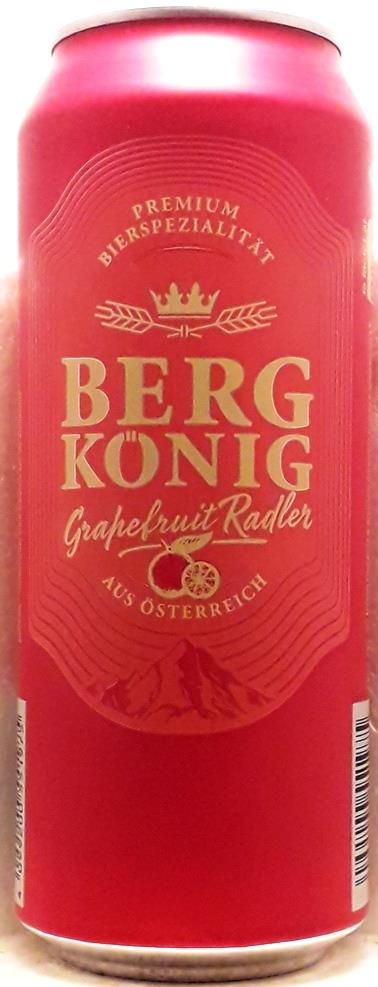 PREMIUM
BIERSPEZIALITÄT
BERG
KÖNIG
Grapefruit Radler
AUS ÖSTERREICH